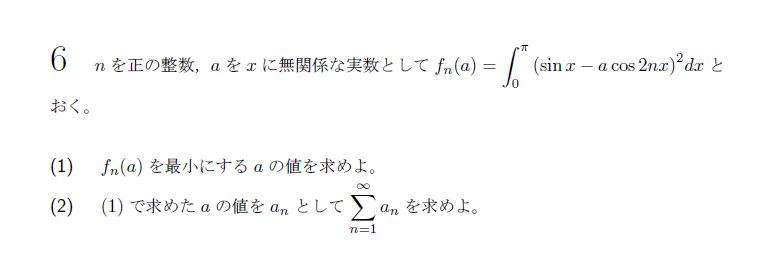 6 n を正の整数，a を x に無関係な実数として $f_n(a) = \int_0^{\pi} (\sin x - a \cos 2nx)^2 dx$ と
おく。
(1) $f_n(a)$ を最小にする a の値を求めよ。
(2) (1) で求めた a の値を $a_n$ として $\sum_{n=1}^{\infty} a_n$ を求めよ。